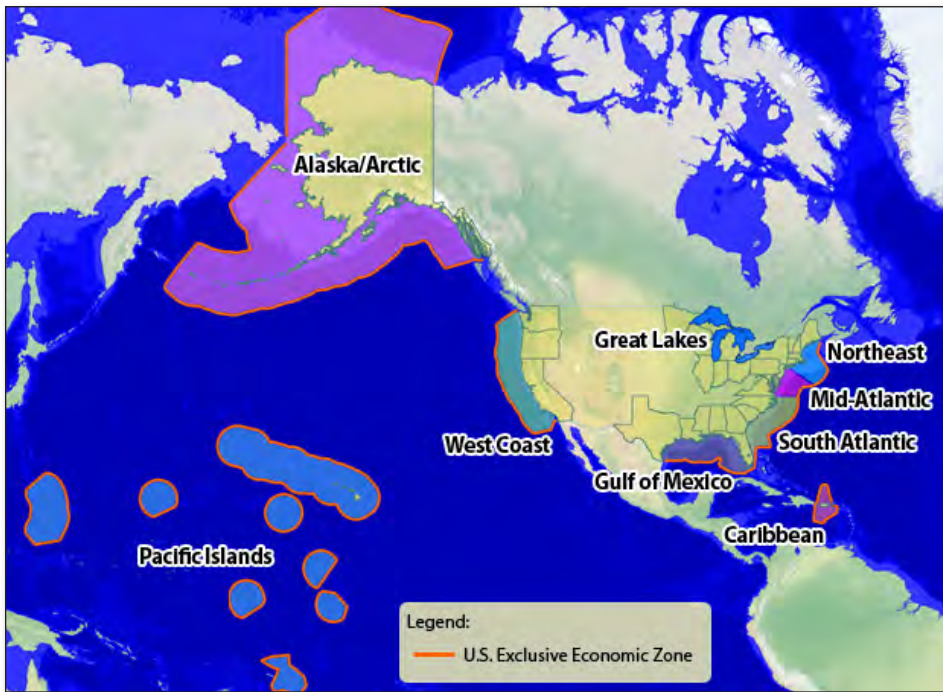 Alaska/Arctic
Great Lakes
Northeast
Mid-Atlantic
West Coast
South Atlantic
Gulf of Mexico
Caribbean
Pacific Islands
Legend:
U.S. Exclusive Economic Zone